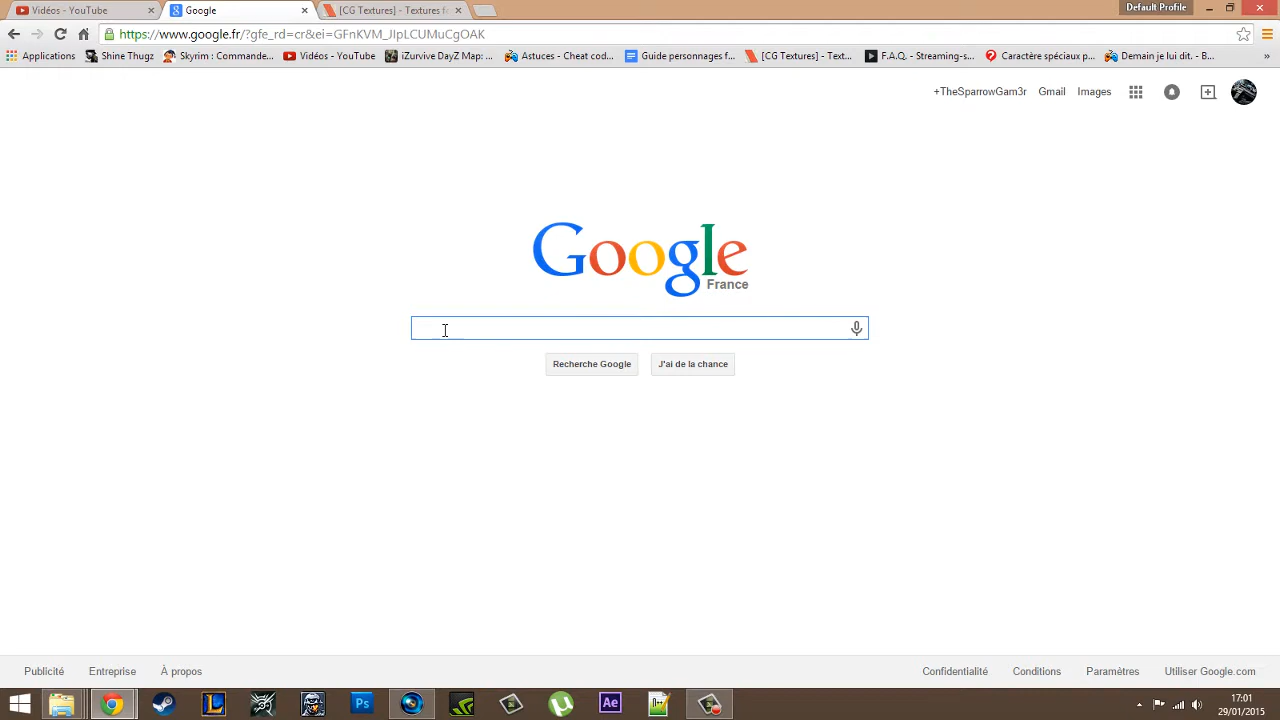 Vidéos - YouTube
Google
[CG Textures] - Textures fo
Default Profile
https://www.google.fr/?gfe_rd=cr&ei=GFnKVM_JIpLCUMuCgOAK
Applications
Shine Thugz
Skyrim : Commande...
Vidéos - YouTube
iZurvive DayZ Map: ...
Astuces - Cheat cod...
Guide personnages f...
[CG Textures] - Text...
F.A.Q. - Streaming-s...
Caractère spéciaux p...
Demain je lui dit. - B...
»
+TheSparrowGam3r
Gmail
Images
Google
France
Recherche Google
J'ai de la chance
Publicité
Entreprise
À propos
Confidentialité
Conditions
Paramètres
Utiliser Google.com
Ps
Ae
17:01
29/01/2015